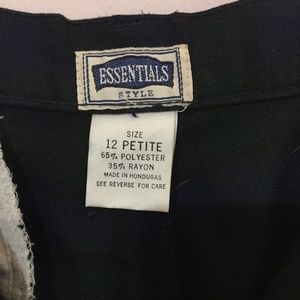 ESSENTIALS
STYLE
SIZE
12 PETITE
65% POLYESTER
35% RAYON
MADE IN HONDURAS
SEE REVERSE FOR CARE